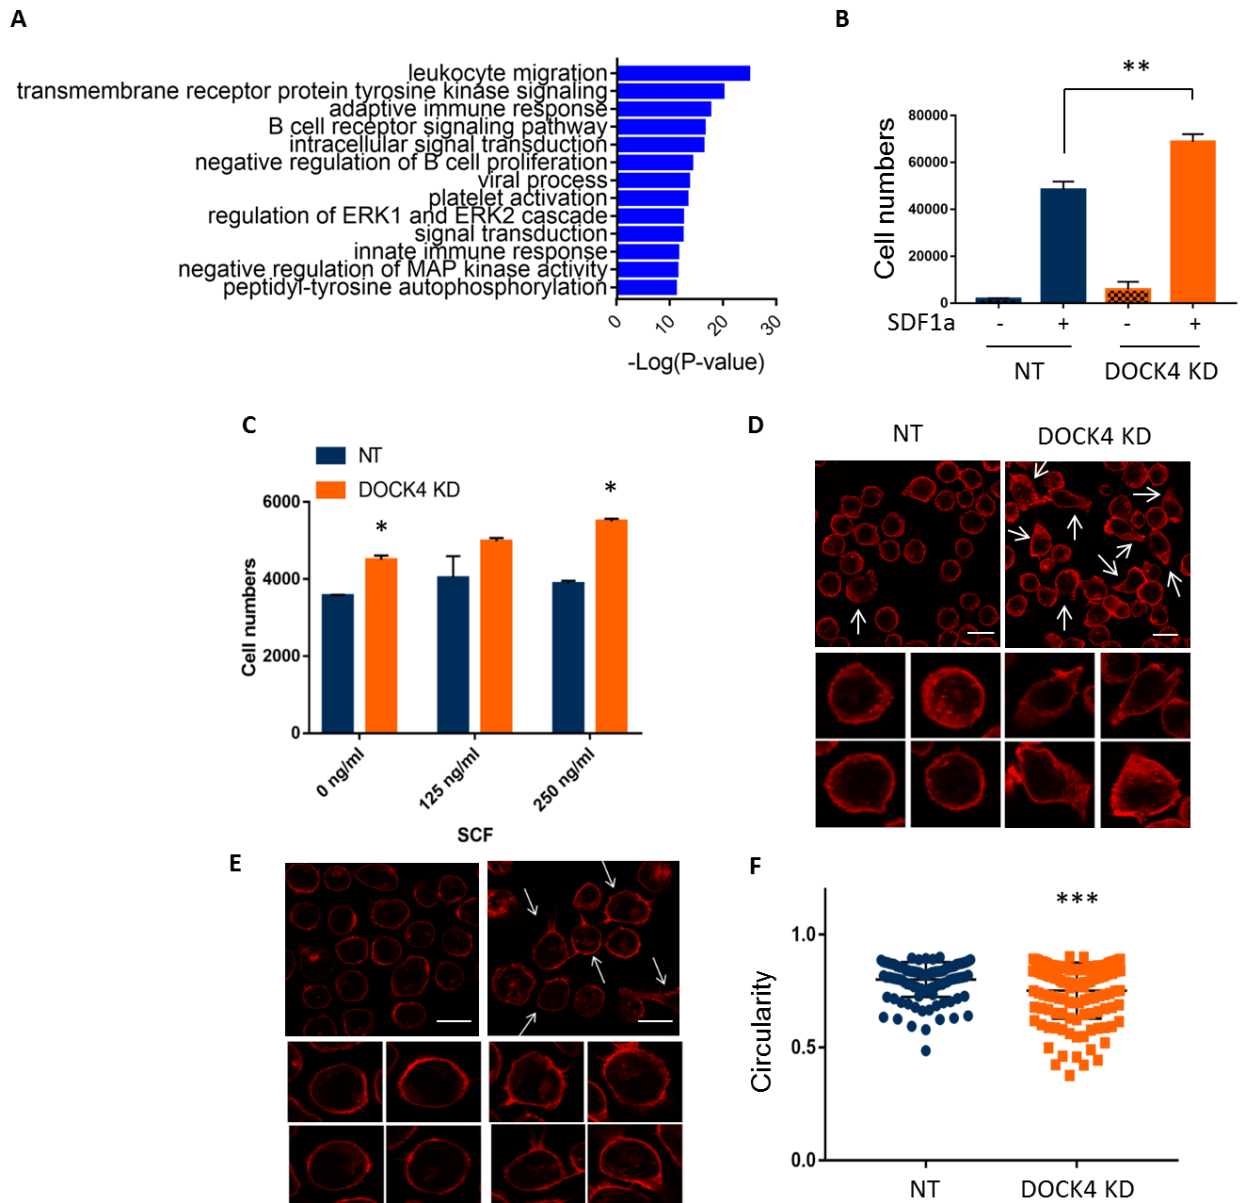 A
leukocyte migration
transmembrane receptor protein tyrosine kinase signaling
adaptive immune response
B cell receptor signaling pathway
intracellular signal transduction
negative regulation of B cell proliferation
viral process
platelet activation
regulation of ERK1 and ERK2 cascade
signal transduction
innate immune response
negative regulation of MAP kinase activity
peptidyl-tyrosine autophosphorylation
0 10 20 30
-Log(P-value)
B
**
Cell numbers
80000
60000
40000
20000
0
SDF1a - + - +
NT DOCK4 KD
C
NT
DOCK4 KD
Cell numbers
6000
4000
2000
0
* *
0 ng/ml 125 ng/ml 250 ng/ml
SCF
D
NT DOCK4 KD
E
F
***
Circularity
1.0
0.5
0.0
NT DOCK4 KD